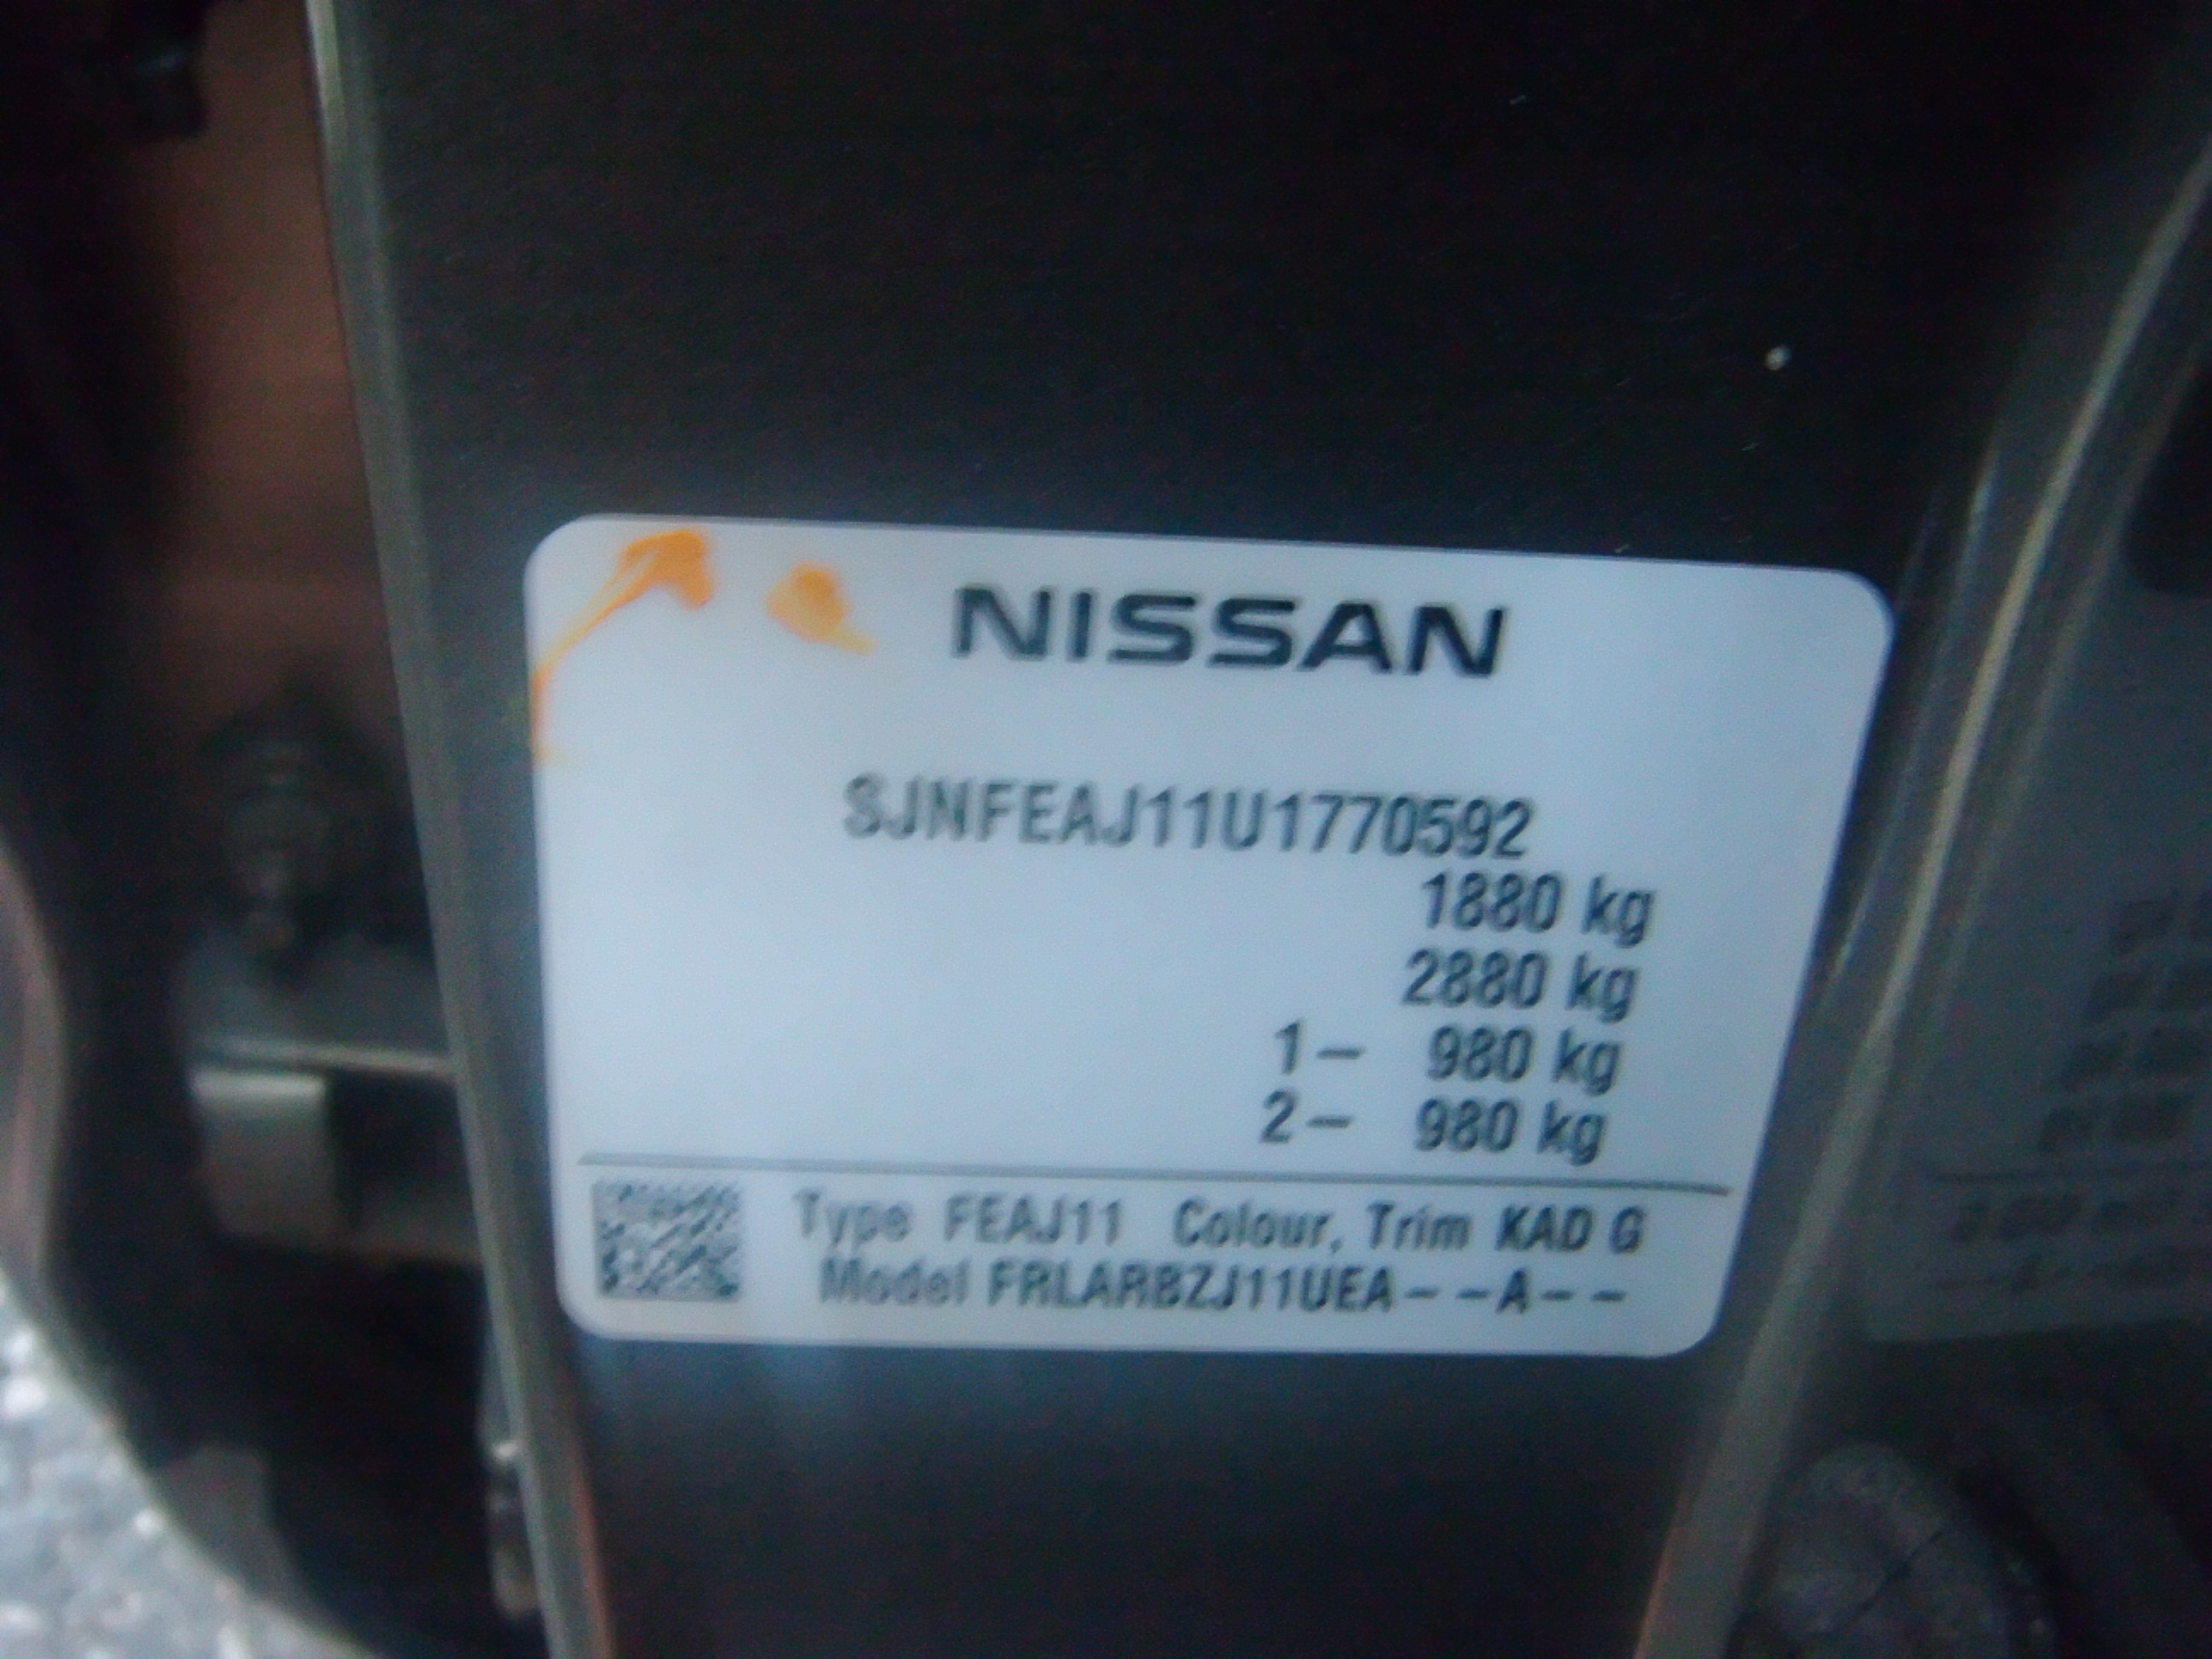 NISSAN
SJNFEAJ11U1770592
1880 kg
2880 kg
1- 980 kg
2- 980 kg
Type FEAJ11 Colour, Trim KAD G
Model FRLARBZJ11UEA--A--